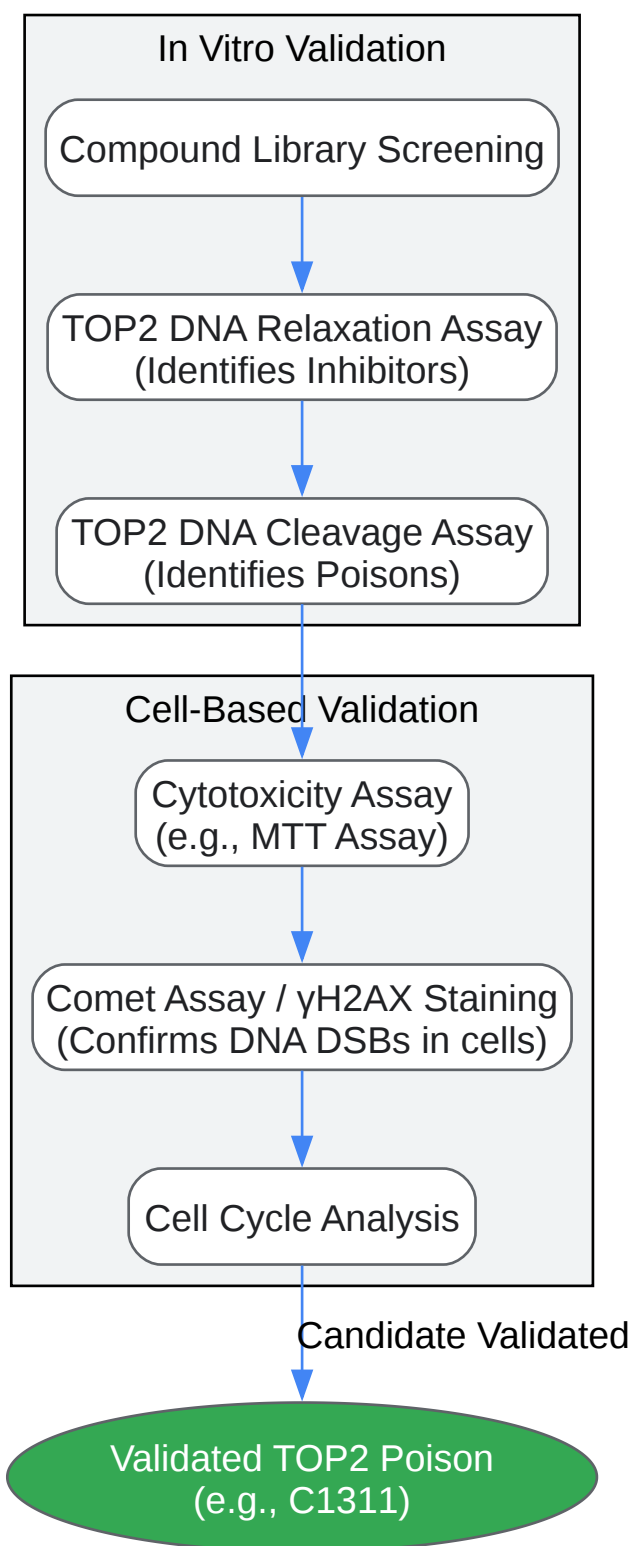 In Vitro Validation
Compound Library Screening
TOP2 DNA Relaxation Assay
(Identifies Inhibitors)
TOP2 DNA Cleavage Assay
(Identifies Poisons)
Cell-Based Validation
Cytotoxicity Assay
(e.g., MTT Assay)
Comet Assay / γH2AX Staining
(Confirms DNA DSBs in cells)
Cell Cycle Analysis
Candidate Validated
Validated TOP2 Poison
(e.g., C1311)